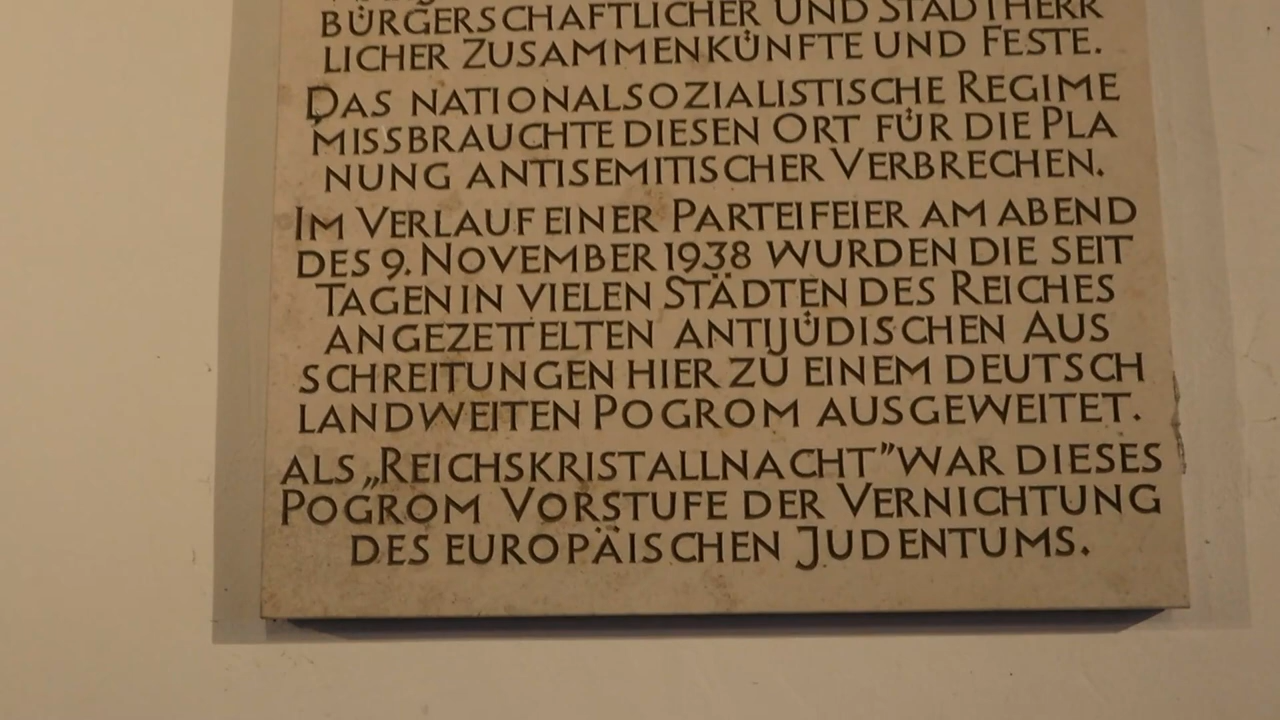 BÜRGERSCHAFTLICHER UND STADTHERR
LICHER ZUSAMMENKÜNFTE UND FESTE.
DAS NATIONALSOZIALISTISCHE REGIME
MISSBRAUCHTE DIESEN ORT FÜR DIE PLA
NUNG ANTISEMITISCHER VERBRECHEN.
IM VERLAUF EINER PARTEIFEIER AM ABEND
DES 9. NOVEMBER 1938 WURDEN DIE SEIT
TAGEN IN VIELEN STÄDTEN DES REICHES
ANGEZETTELTEN ANTIJÜDISCHEN AUS
SCHREITUNGEN HIER ZU EINEM DEUTSCH
LANDWEITEN POGROM AUSGEWEITET.
ALS „REICHSKRISTALLNACHT” WAR DIESES
POGROM VORSTUFE DER VERNICHTUNG
DES EUROPÄISCHEN JUDENTUMS.